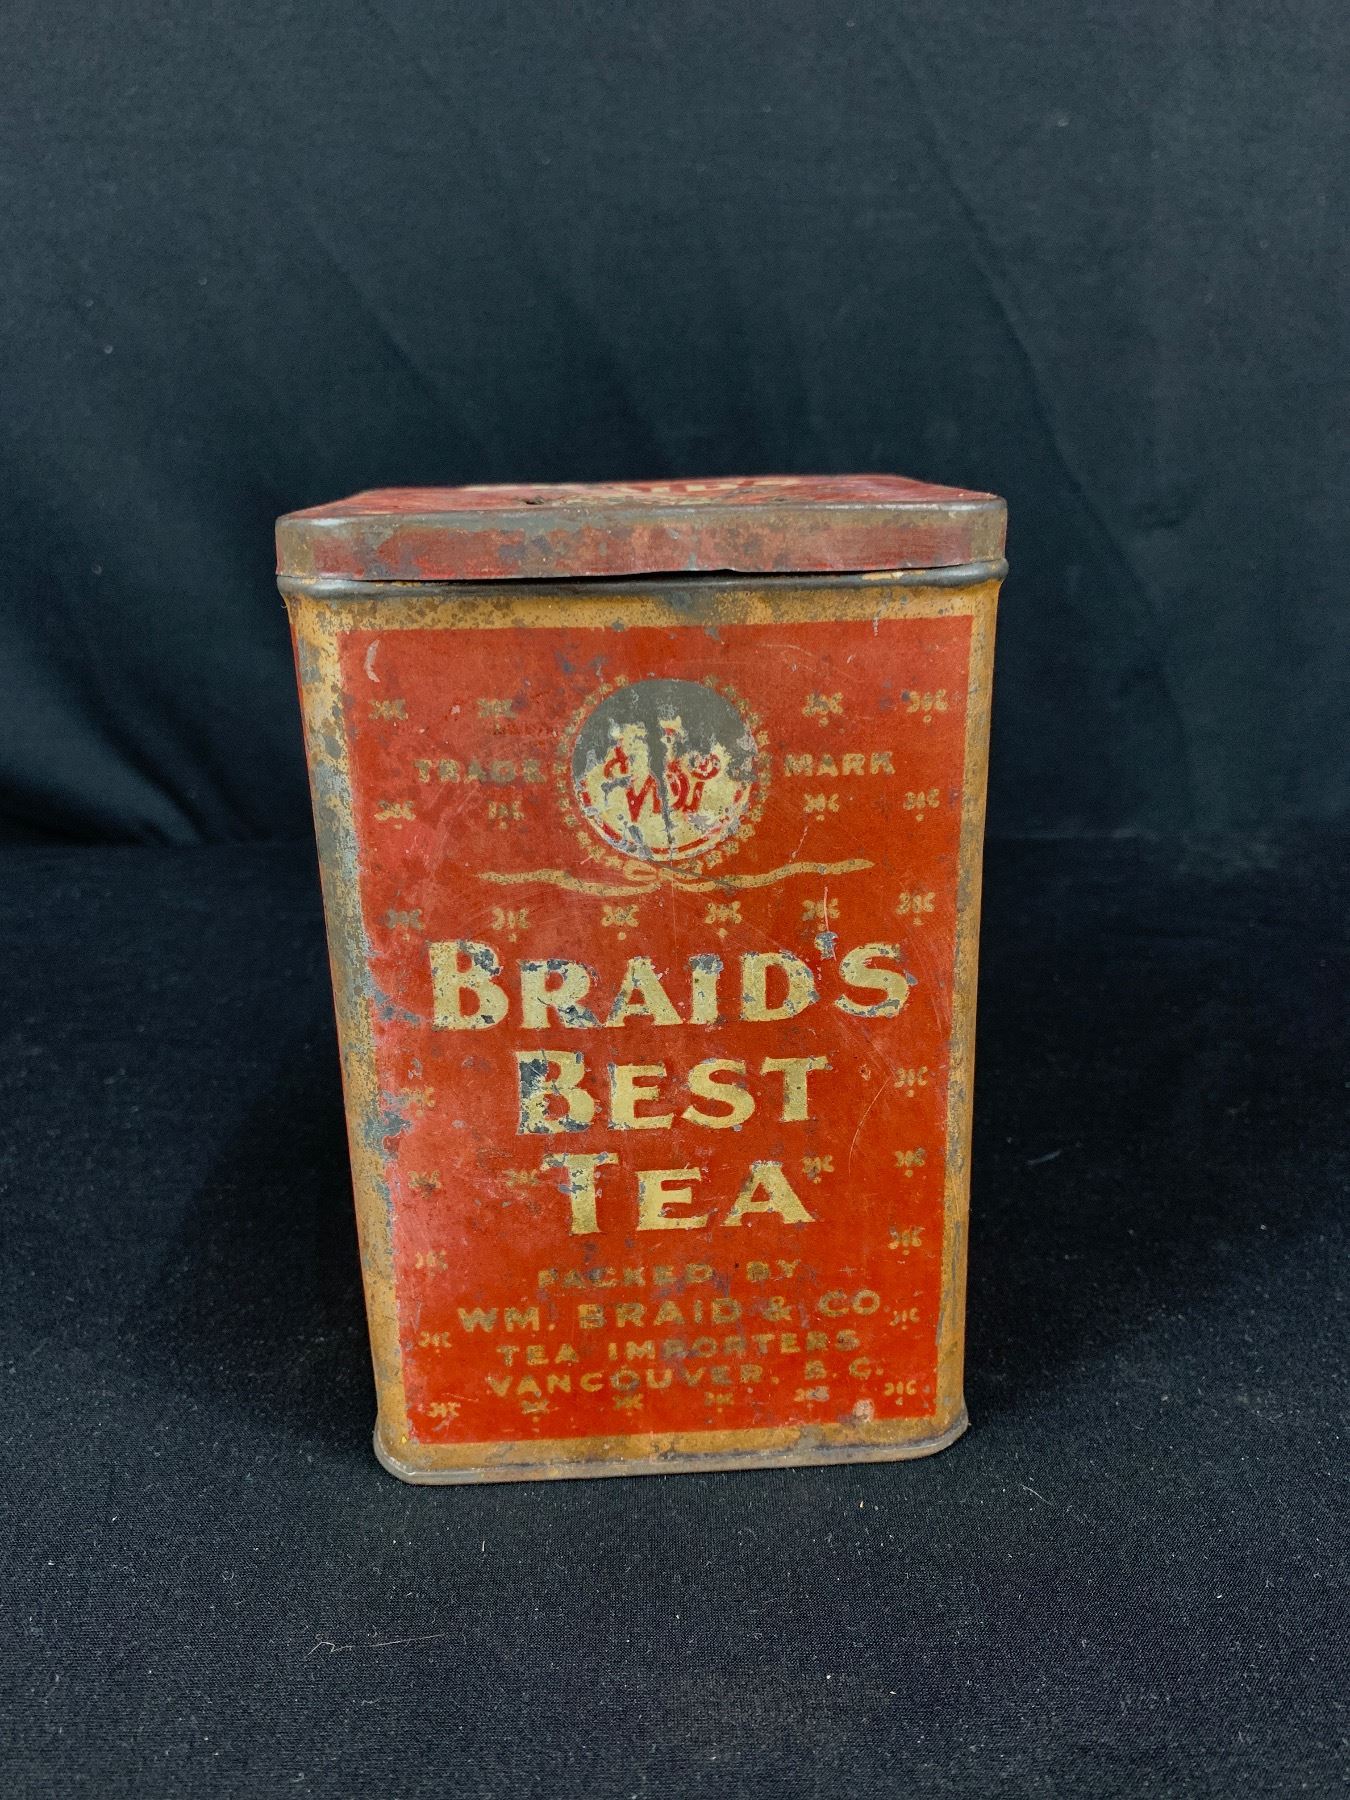 TRADE MARK
BRAID'S
BEST
TEA
PACKED BY
WM. BRAID & CO.
TEA IMPORTERS
VANCOUVER, B.C.